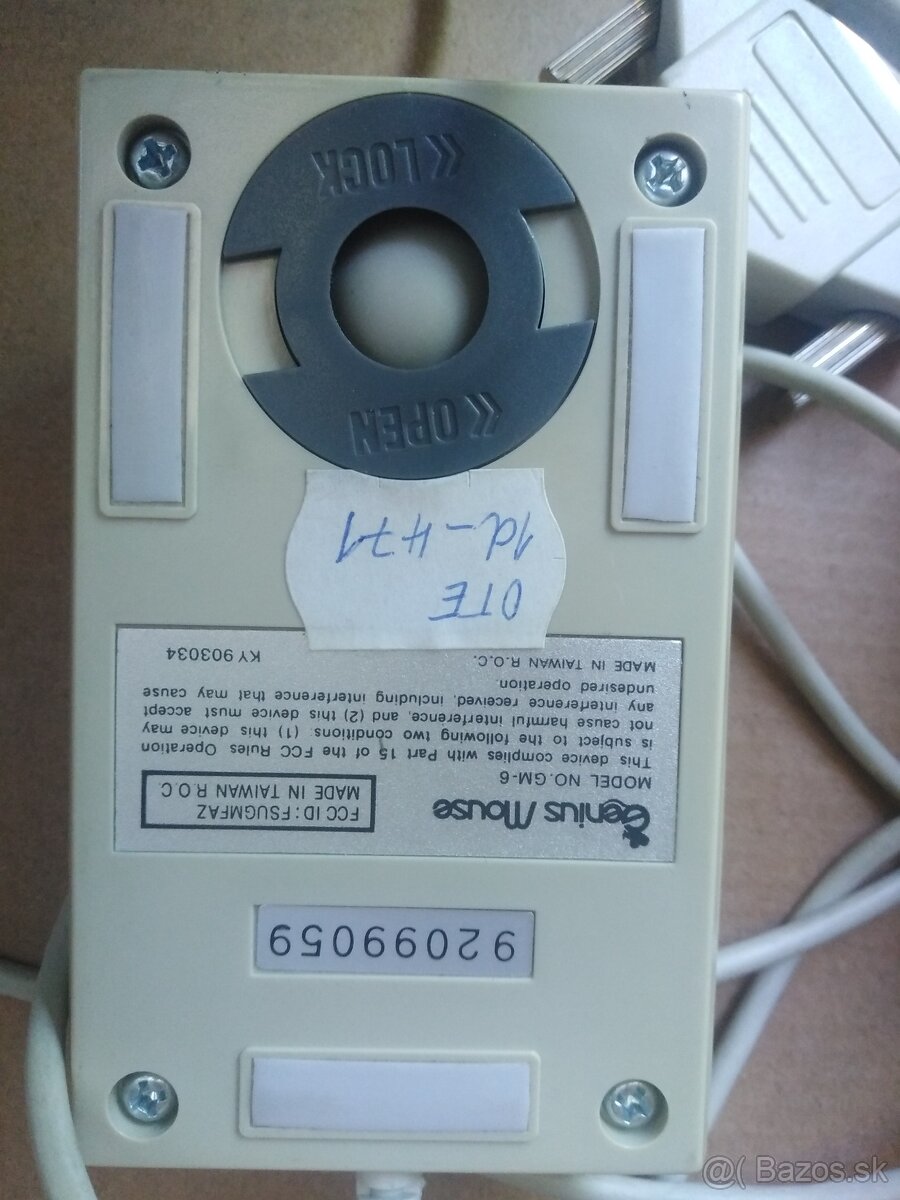 92099059
Genius Mouse
FCC ID: FSUGMFAZ
MADE IN TAIWAN R.O.C
MODEL NO:GM-6
This device complies with Part 15 of the FCC Rules Operation
is subject to the following two conditions: (1) this device may
not cause harmful interference, and (2) this device must accept
any interference received, including interference that may cause
undesired operation.
MADE IN TAIWAN R.O.C. KY 903034
DTE
1d-471
«OPEN
«LOCK
@( Bazos.sk